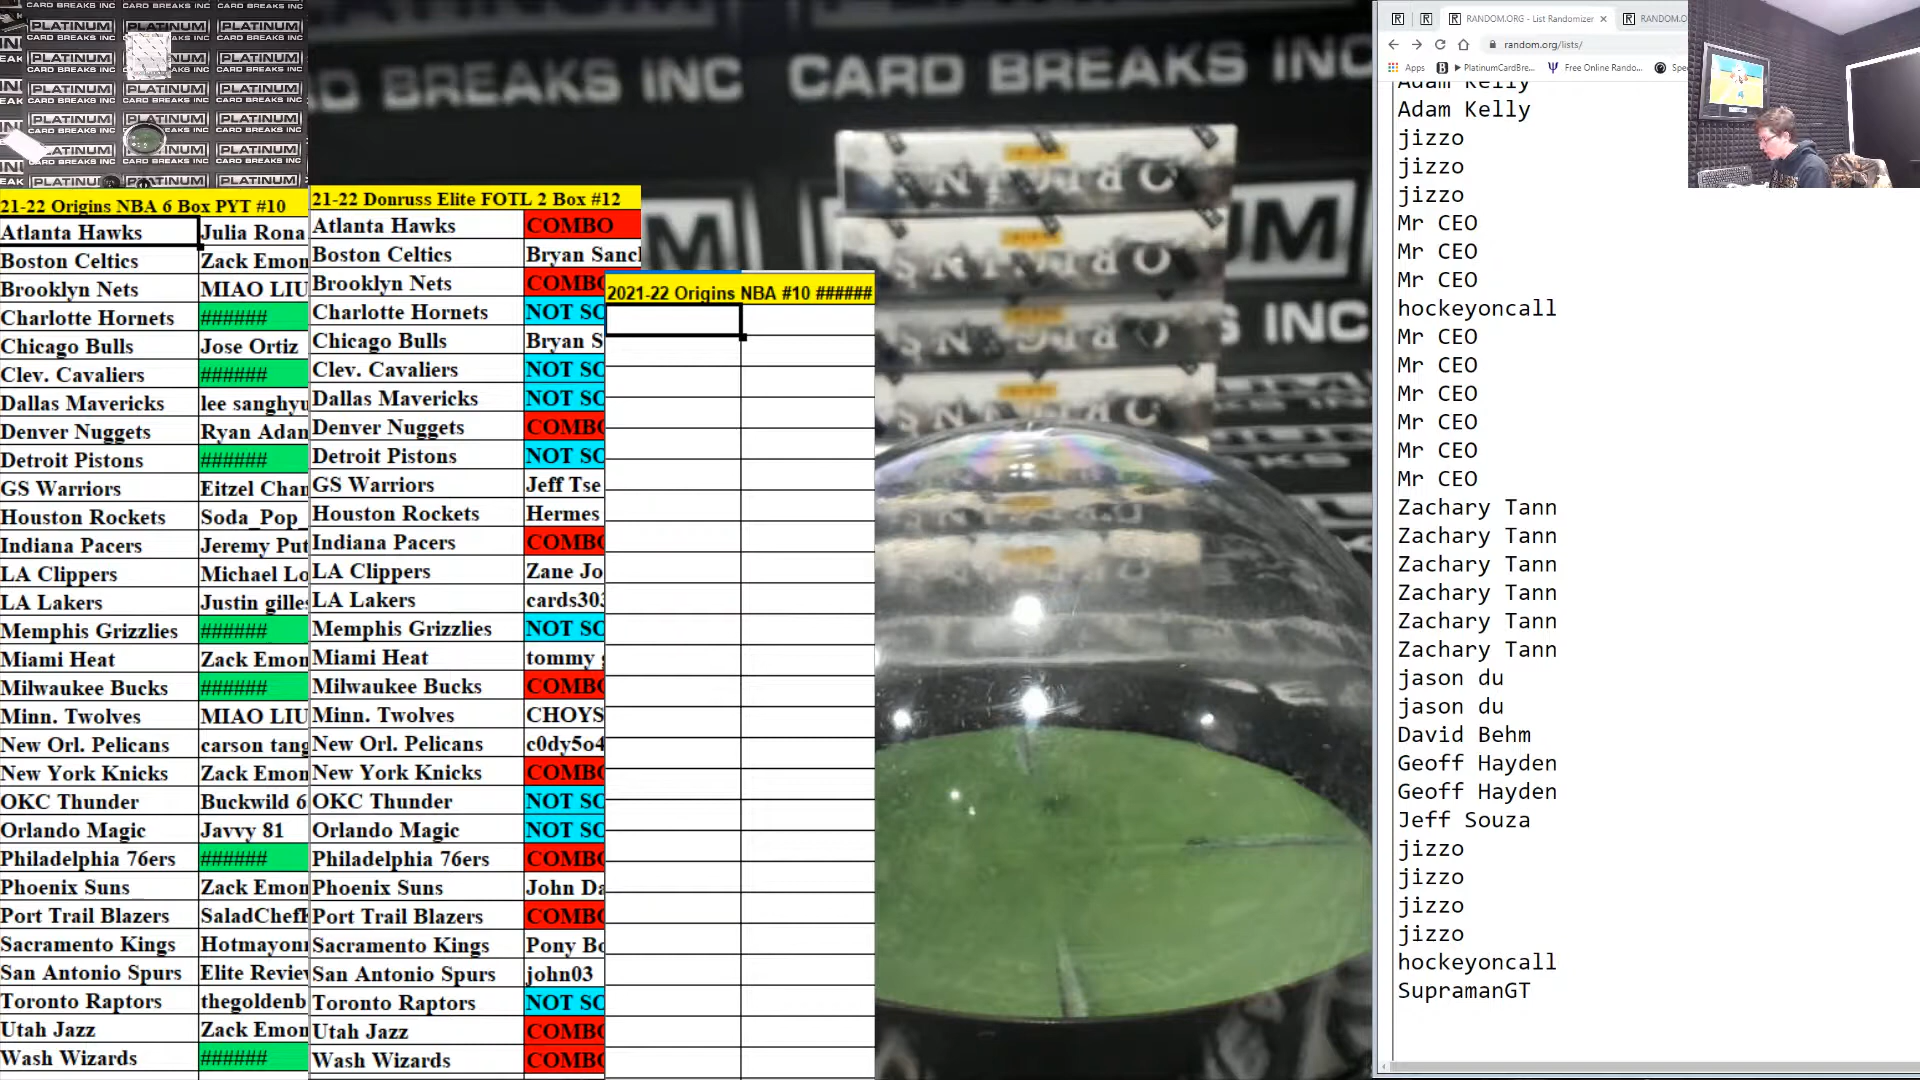 PLATINUM
CARD BREAKS INC
CARD BREAKS INC
21-22 Origins NBA 6 Box PYT #10
Atlanta Hawks Julia Rona
Boston Celtics Zack Emon
Brooklyn Nets MIAO LIU
Charlotte Hornets ######
Chicago Bulls Jose Ortiz
Clev. Cavaliers ######
Dallas Mavericks lee sanghyu
Denver Nuggets Ryan Adan
Detroit Pistons ######
GS Warriors Eitzel Chan
Houston Rockets Soda_Pop_
Indiana Pacers Jeremy Put
LA Clippers Michael Lo
LA Lakers Justin gilles
Memphis Grizzlies ######
Miami Heat Zack Emon
Milwaukee Bucks ######
Minn. Twolves MIAO LIU
New Orl. Pelicans carson tang
New York Knicks Zack Emon
OKC Thunder Buckwild 6
Orlando Magic Javvy 81
Philadelphia 76ers ######
Phoenix Suns Zack Emon
Port Trail Blazers SaladChef
Sacramento Kings Hotmayon
San Antonio Spurs Elite Review
Toronto Raptors thegoldenb
Utah Jazz Zack Emon
Wash Wizards ######
21-22 Donruss Elite FOTL 2 Box #12
Atlanta Hawks COMBO
Boston Celtics Bryan Sancl
Brooklyn Nets COMBO
Charlotte Hornets NOT SO
Chicago Bulls Bryan S
Clev. Cavaliers NOT SO
Dallas Mavericks NOT SO
Denver Nuggets COMBO
Detroit Pistons NOT SO
GS Warriors Jeff Tse
Houston Rockets Hermes
Indiana Pacers COMBO
LA Clippers Zane Jo
LA Lakers cards303
Memphis Grizzlies NOT SO
Miami Heat tommy
Milwaukee Bucks COMBO
Minn. Twolves CHOYS
New Orl. Pelicans c0dy5o4
New York Knicks COMBO
OKC Thunder NOT SO
Orlando Magic NOT SO
Philadelphia 76ers COMBO
Phoenix Suns John Da
Port Trail Blazers COMBO
Sacramento Kings Pony Bo
San Antonio Spurs john03
Toronto Raptors NOT SO
Utah Jazz COMBO
Wash Wizards COMBO
2021-22 Origins NBA #10 ######
ORIGINS
ORIGINS
ORIGINS
ORIGINS
RANDOM.ORG - List Randomizer
RANDOM.O
random.org/lists/
Apps
PlatinumCardBre...
Free Online Rando...
Spe
Adam Kelly
Adam Kelly
jizzo
jizzo
jizzo
Mr CEO
Mr CEO
Mr CEO
hockeyoncall
Mr CEO
Mr CEO
Mr CEO
Mr CEO
Mr CEO
Mr CEO
Zachary Tann
Zachary Tann
Zachary Tann
Zachary Tann
Zachary Tann
Zachary Tann
jason du
jason du
David Behm
Geoff Hayden
Geoff Hayden
Jeff Souza
jizzo
jizzo
jizzo
jizzo
hockeyoncall
SupramanGT